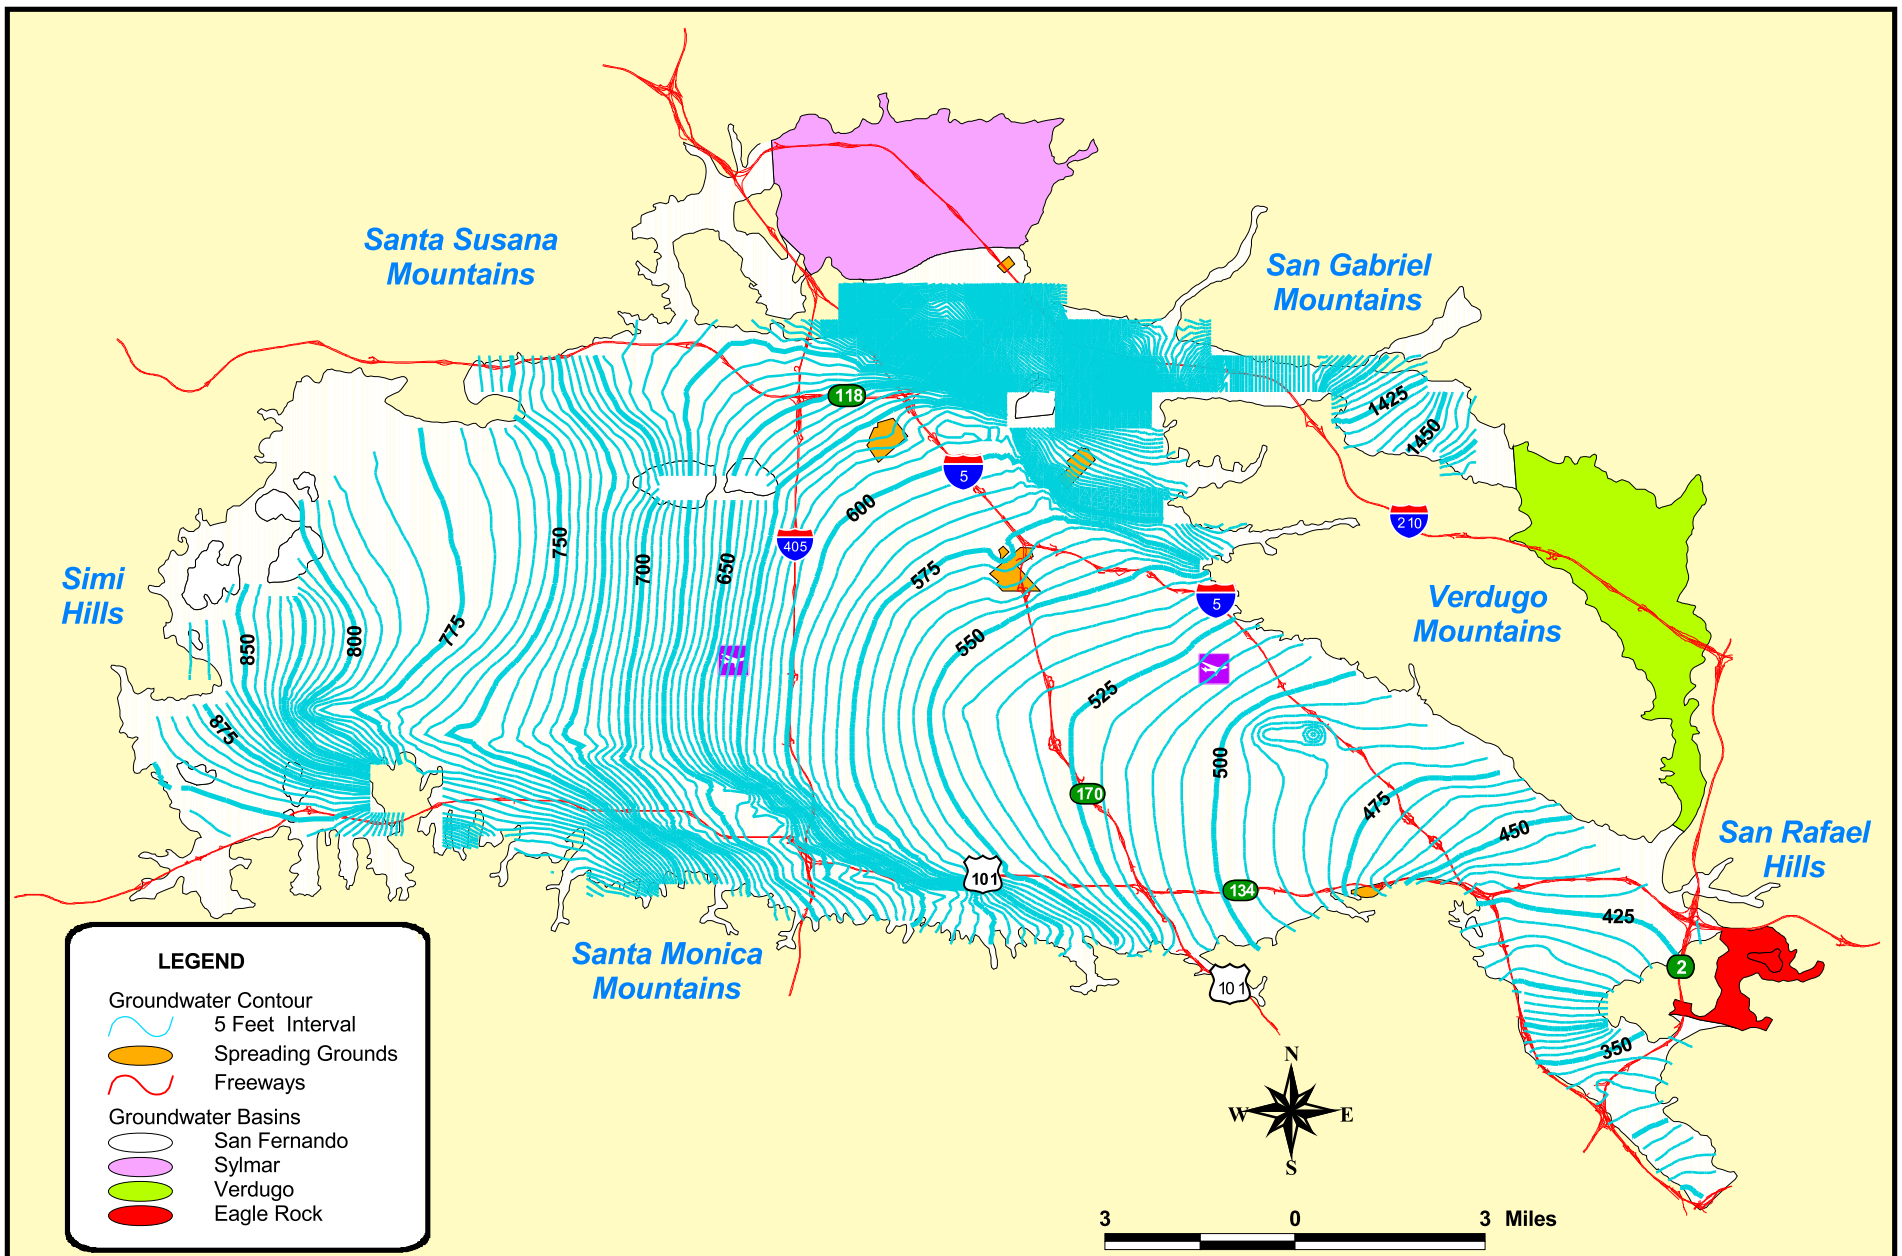 Santa Susana
Mountains
San Gabriel
Mountains
118
1425
1450
5
600
405
210
750
700
650
575
Simi
Hills
5
Verdugo
Mountains
850
800
775
550
525
875
500
170
475
450
San Rafael
Hills
101
134
425
2
Santa Monica
Mountains
101
350
LEGEND
Groundwater Contour
5 Feet Interval
Spreading Grounds
Freeways
Groundwater Basins
San Fernando
Sylmar
Verdugo
Eagle Rock
N
W E
S
3 0 3 Miles